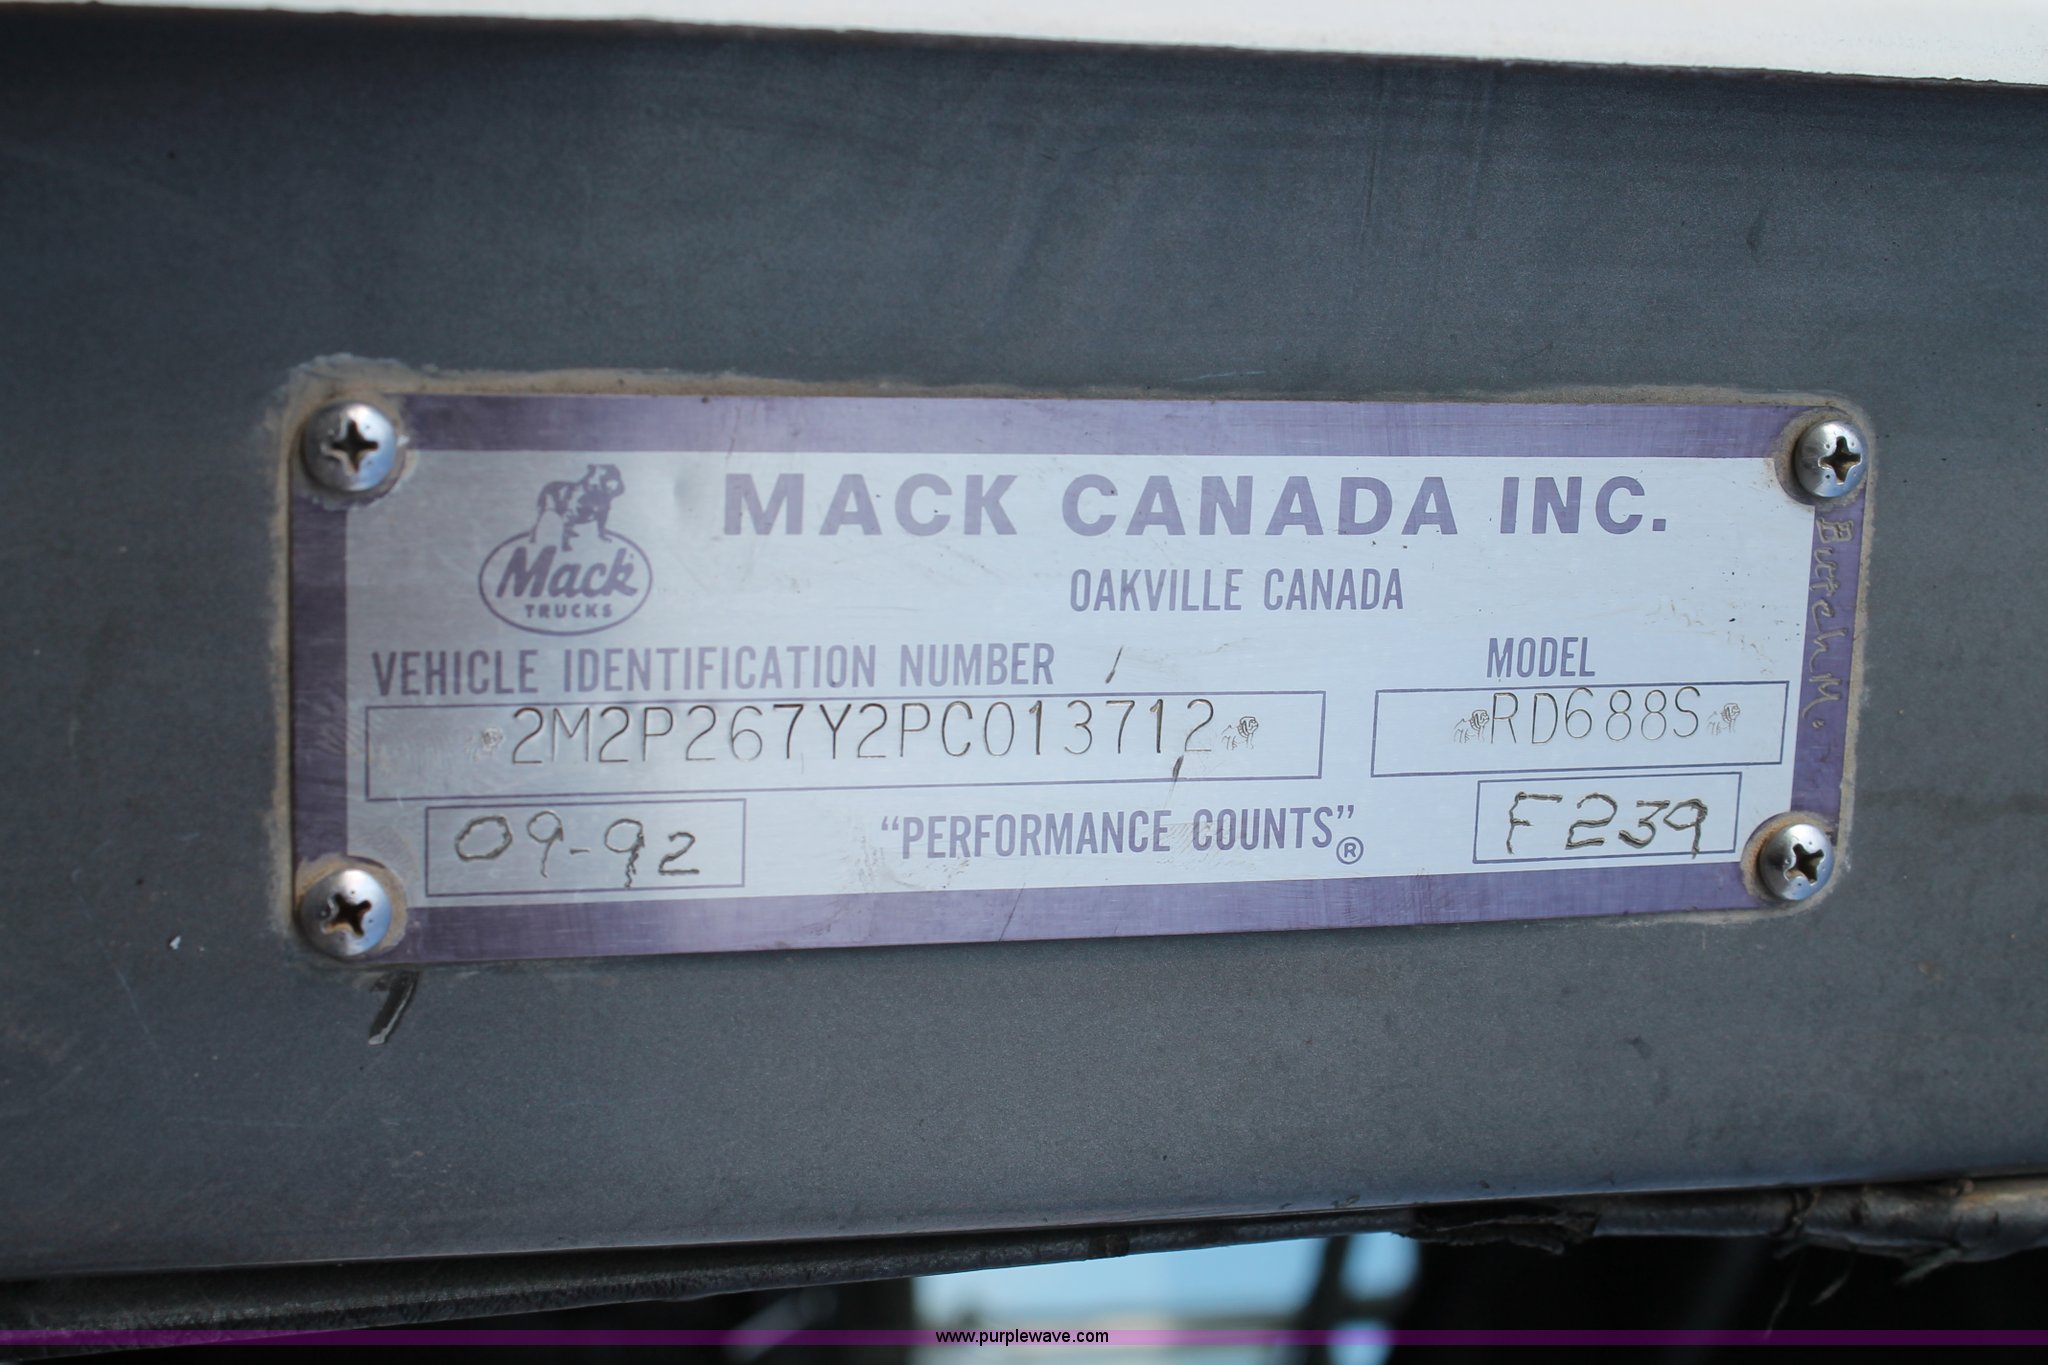 MACK CANADA INC.
Mack
TRUCKS
OAKVILLE CANADA
VEHICLE IDENTIFICATION NUMBER
MODEL
2M2P267Y2PC013712
RD688S
09-92
"PERFORMANCE COUNTS"®
F239
Butch M.
www.purplewave.com